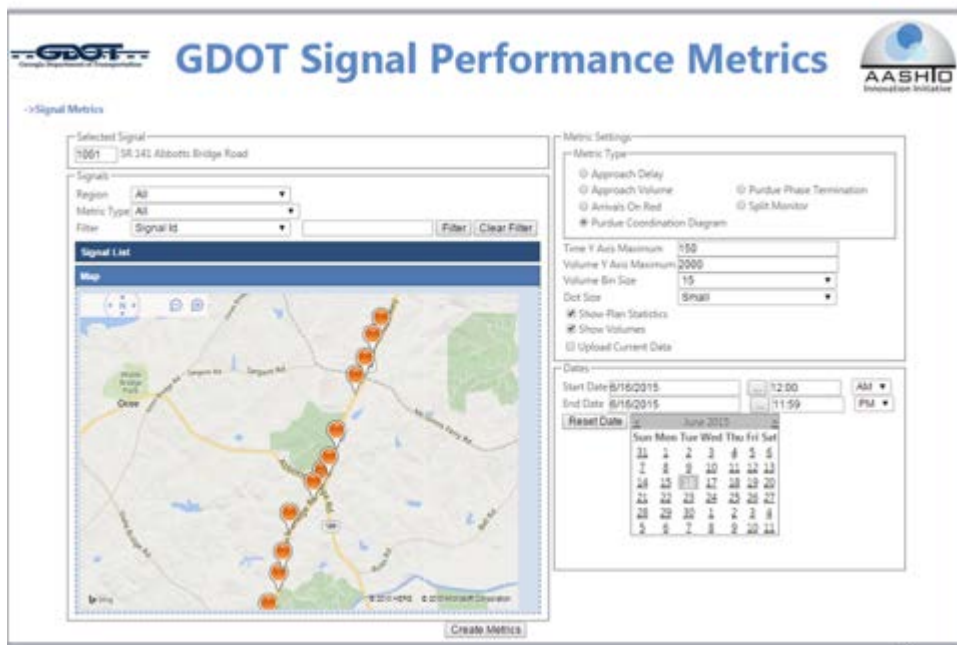 GDOT
Georgia Department of Transportation
GDOT Signal Performance Metrics
AASHTO
Innovation Initiative
->Signal Metrics
Selected Signal
1001 SR 141 Abbotts Bridge Road
Signals
Region All
Metric Type All
Filter Signal Id Filter Clear Filter
Signal List
Map
N
Ocee
bing
Create Metrics
Metric Settings
Metric Type
Approach Delay
Approach Volume Purdue Phase Termination
Arrivals On Red Split Monitor
Purdue Coordination Diagram
Time Y Axis Maximum 150
Volume Y Axis Maximum 2000
Volume Bin Size 15
Dot Size Small
Show Plan Statistics
Show Volumes
Upload Current Data
Dates
Start Date 6/16/2015 ... 12:00 AM
End Date 6/16/2015 ... 11:59 PM
Reset Date
< June 2015 >
Sun Mon Tue Wed Thu Fri Sat
31 1 2 3 4 5 6
7 8 9 10 11 12 13
14 15 16 17 18 19 20
21 22 23 24 25 26 27
28 29 30 1 2 3 4
5 6 7 8 9 10 11